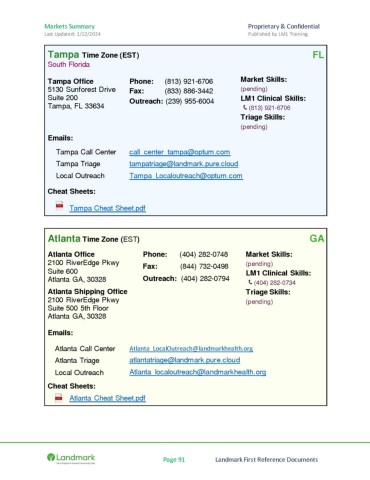 Markets Summary Proprietary & Confidential
Last Updated: 1/12/2024 Published by LM1 Training
Tampa Time Zone (EST) FL
South Florida
Tampa Office
5130 Sunforest Drive
Suite 200
Tampa, FL 33634
Phone: (813) 921-6706
Fax: (833) 886-3442
Outreach: (239) 955-6004
Market Skills:
(pending)
LM1 Clinical Skills:
(813) 921-6706
Triage Skills:
(pending)
Emails:
Tampa Call Center call_center_tampa@optum.com
Tampa Triage tampatriage@landmark.pure.cloud
Local Outreach Tampa_Localoutreach@optum.com
Cheat Sheets:
Tampa Cheat Sheet.pdf
Atlanta Time Zone (EST) GA
Atlanta Office
2100 RiverEdge Pkwy
Suite 600
Atlanta GA, 30328
Atlanta Shipping Office
2100 RiverEdge Pkwy
Suite 500 5th Floor
Atlanta GA, 30328
Phone: (404) 282-0748
Fax: (844) 732-0498
Outreach: (404) 282-0794
Market Skills:
(pending)
LM1 Clinical Skills:
(404) 282-0734
Triage Skills:
(pending)
Emails:
Atlanta Call Center Atlanta_LocalOutreach@landmarkhealth.org
Atlanta Triage atlantatriage@landmark.pure.cloud
Local Outreach Atlanta_localoutreach@landmarkhealth.org
Cheat Sheets:
Atlanta Cheat Sheet.pdf
Landmark
Page 91 Landmark First Reference Documents